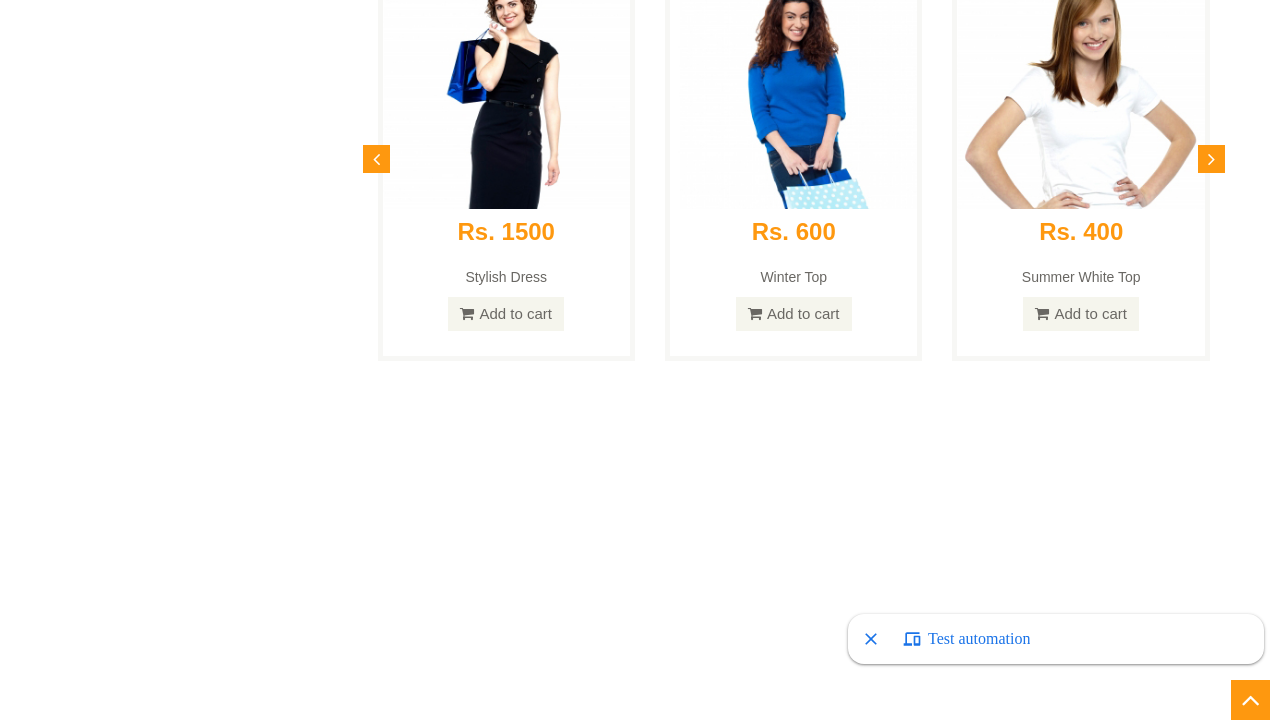 Rs. 1500
Stylish Dress
Add to cart
Rs. 600
Winter Top
Add to cart
Rs. 400
Summer White Top
Add to cart
Test automation